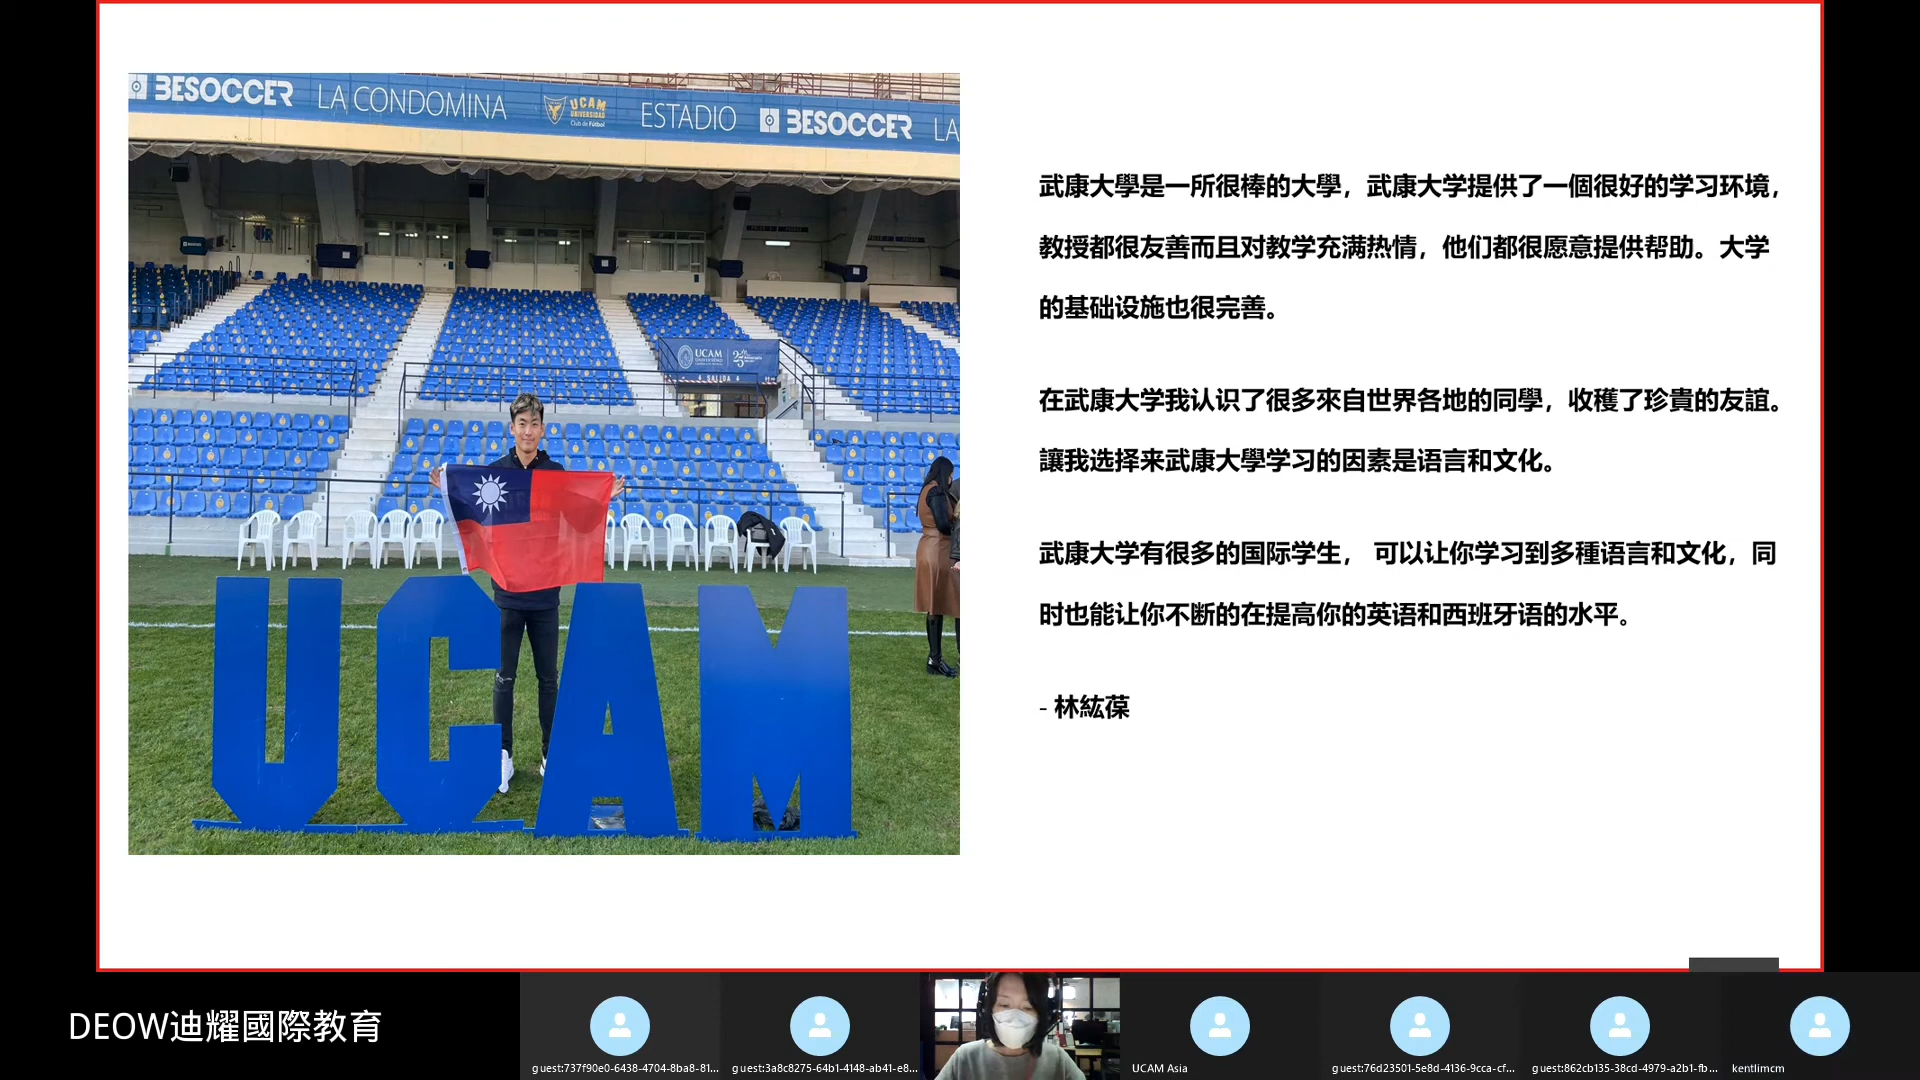 BESOCCER LA CONDOMINA UCAM UNIVERSIDAD Club de Fútbol ESTADIO BESOCCER LA
UCAM
UNIVERSIDAD
25
SALIDA
UCAM
武康大學是一所很棒的大學，武康大学提供了一個很好的学习环境，
教授都很友善而且对教学充满热情，他们都很愿意提供帮助。大学
的基础设施也很完善。
在武康大学我认识了很多來自世界各地的同學，收穫了珍貴的友誼。
讓我选择来武康大學学习的因素是语言和文化。
武康大学有很多的国际学生， 可以让你学习到多種语言和文化，同
时也能让你不断的在提高你的英语和西班牙语的水平。
- 林紘葆
DEOW迪耀國際教育
guest:737f90e0-6438-4704-8ba8-81...
guest:3a8c8275-64b1-4148-ab41-e8...
UCAM Asia
guest:76d23501-5e8d-4136-9cca-cf...
guest:862cb135-38cd-4979-a2b1-fb...
kentlimcm